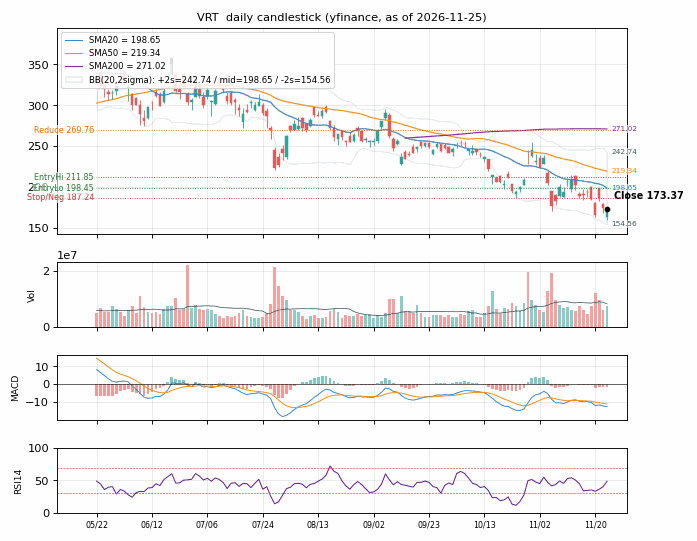 VRT  daily candlestick (yfinance, as of 2026-11-25)
SMA20 = 198.65
SMA50 = 219.34
SMA200 = 271.02
BB(20,2sigma): +2s=242.74 / mid=198.65 / -2s=154.56
350
300
Reduce 269.76
271.02
250
242.74
219.34
EntryHi 211.85
EntryLo 198.45
198.65
Stop/Neg 187.24
Close 173.37
150
154.56
1e7
Vol
2
0
MACD
10
0
−10
RSI14
100
50
0
05/22
06/12
07/06
07/24
08/13
09/02
09/23
10/13
11/02
11/20